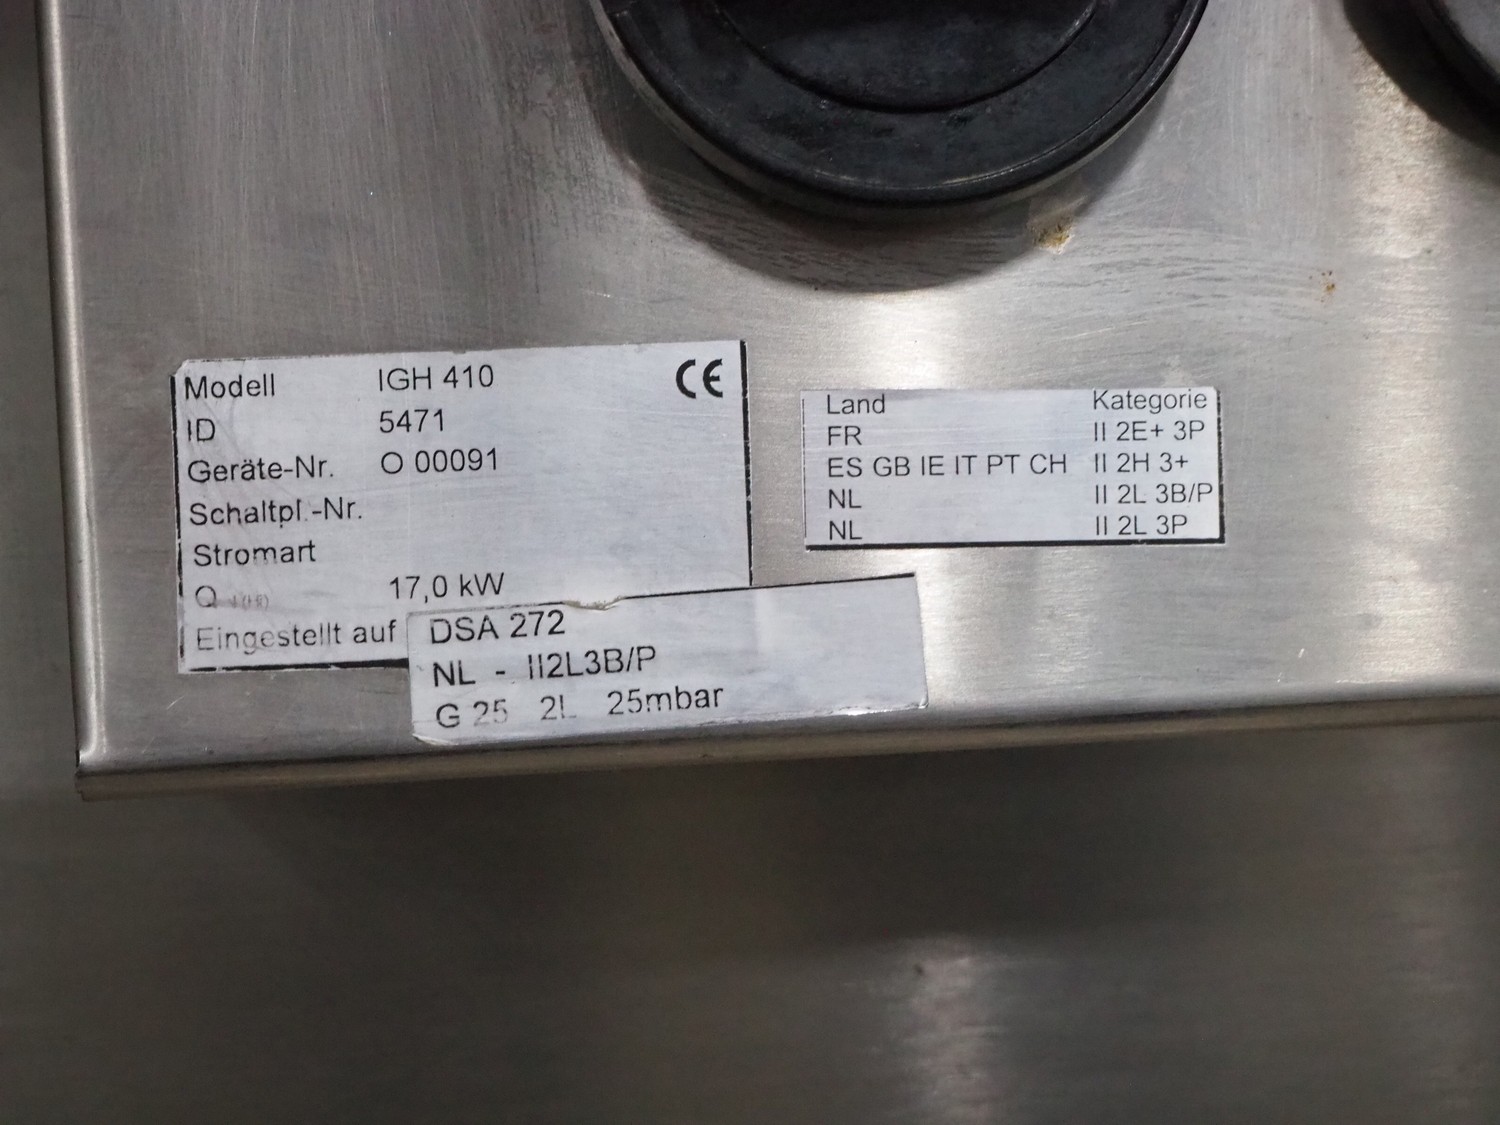 Modell IGH 410 CE
ID 5471
Geräte-Nr. O 00091
Schaltpl.-Nr.
Stromart
Q 17,0 kW
Eingestellt auf
DSA 272
NL - II2L3B/P
G 25 2L 25mbar
Land Kategorie
FR II 2E+ 3P
ES GB IE IT PT CH II 2H 3+
NL II 2L 3B/P
NL II 2L 3P